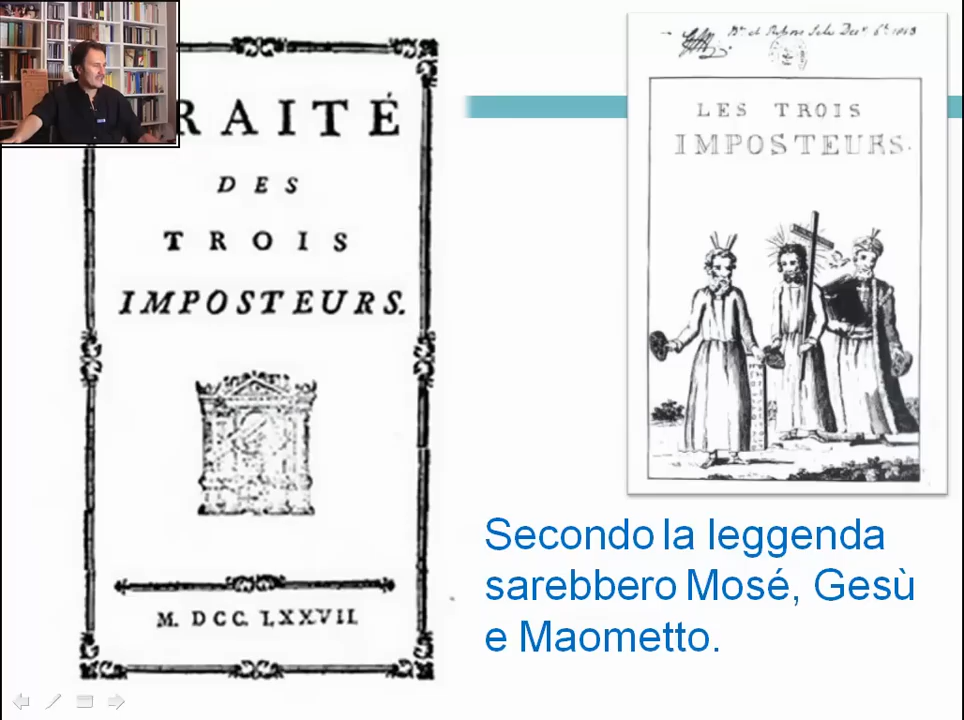 RAITÉ
DES
TROIS
IMPOSTEURS.
M. DCC. LXXVII.
LES TROIS
IMPOSTEURS.
Secondo la leggenda
sarebbero Mosé, Gesù
e Maometto.